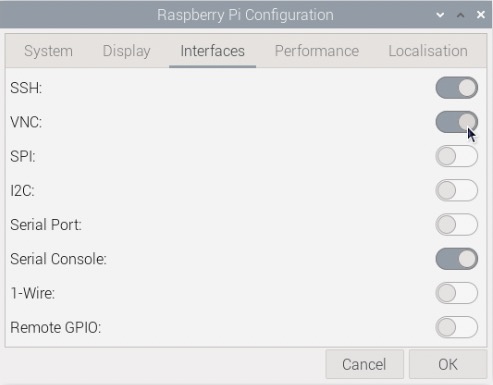 Raspberry Pi Configuration
System Display Interfaces Performance Localisation
SSH:
VNC:
SPI:
I2C:
Serial Port:
Serial Console:
1-Wire:
Remote GPIO:
Cancel OK